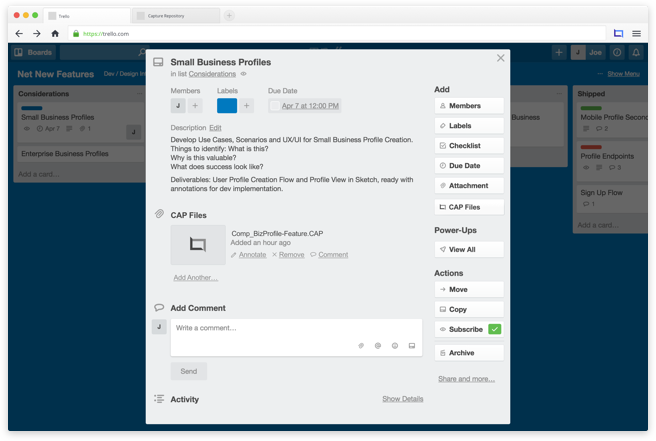 Trello
Capture Repository
https://trello.com
Boards
J
Joe
Net New Features
Dev / Design In
Show Menu
Considerations
Small Business Profiles
Apr 7
1
J
Enterprise Business Profiles
Add a card...
Small Business Profiles
in list Considerations
Members
Labels
Due Date
J
Apr 7 at 12:00 PM
Description Edit
Develop Use Cases, Scenarios and UX/UI for Small Business Profile Creation.
Things to identify: What is this?
Why is this valuable?
What does success look like?
Deliverables: User Profile Creation Flow and Profile View in Sketch, ready with
annotations for dev implementation.
CAP Files
Comp_BizProfile-Feature.CAP
Added an hour ago
Annotate
Remove
Comment
Add Another...
Add Comment
J
Write a comment...
Send
Activity
Show Details
Add
Members
Labels
Checklist
Due Date
Attachment
CAP Files
Power-Ups
View All
Actions
Move
Copy
Subscribe
Archive
Share and more...
Business
Shipped
Mobile Profile Second
2
Profile Endpoints
3
Sign Up Flow
1
Add a card...